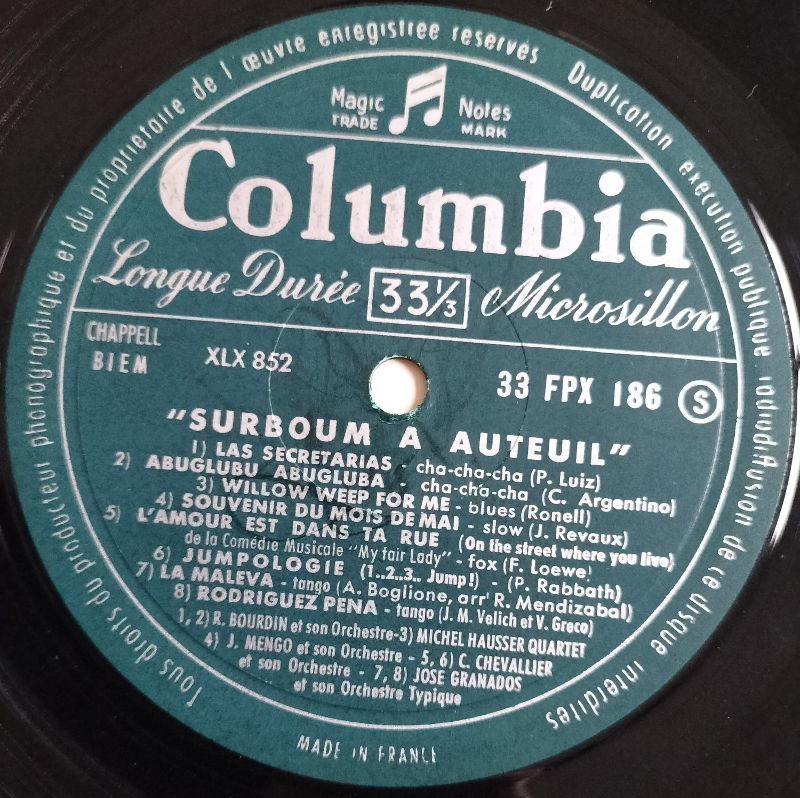 Tous droits du producteur phonographique et du propriétaire de l'œuvre enregistrée réservés Duplication exécution publique radiodiffusion de ce disque interdites
Magic Notes
TRADE MARK
Columbia
Longue Durée 33⅓ Microsillon
CHAPPELL
BIEM XLX 852 33 FPX 186 S
"SURBOUM A AUTEUIL"
1) LAS SECRETARIAS - cha-cha-cha (P. Luiz)
2) ABUGLUBU ABUGLUBA - cha-cha-cha (C. Argentino)
3) WILLOW WEEP FOR ME - blues (Ronell)
4) SOUVENIR DU MOIS DE MAI - slow (J. Revaux)
5) L'AMOUR EST DANS TA RUE (On the street where you live)
de la Comédie Musicale "My fair Lady" - fox (F. Loewe)
6) JUMPOLOGIE (1..2..3.. Jump!) - (P. Rabbath)
7) LA MALEVA - tango (A. Boglione, arrt R. Mendizabal)
8) RODRIGUEZ PENA - tango (J. M. Velich et V. Greco)
1, 2) R. BOURDIN et son Orchestre - 3) MICHEL HAUSSER QUARTET
4) J. MENGO et son Orchestre - 5, 6) C. CHEVALLIER
et son Orchestre - 7, 8) JOSE GRANADOS
et son Orchestre Typique
MADE IN FRANCE